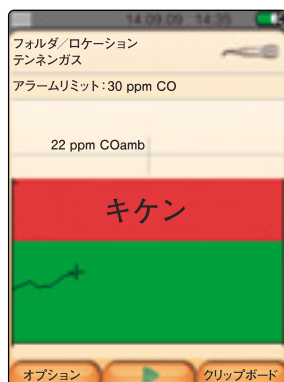 14.09.09 14:35
フォルダ／ロケーション
テンネンガス
アラームリミット：30 ppm CO
22 ppm COamb
キケン
オプション
クリップボード